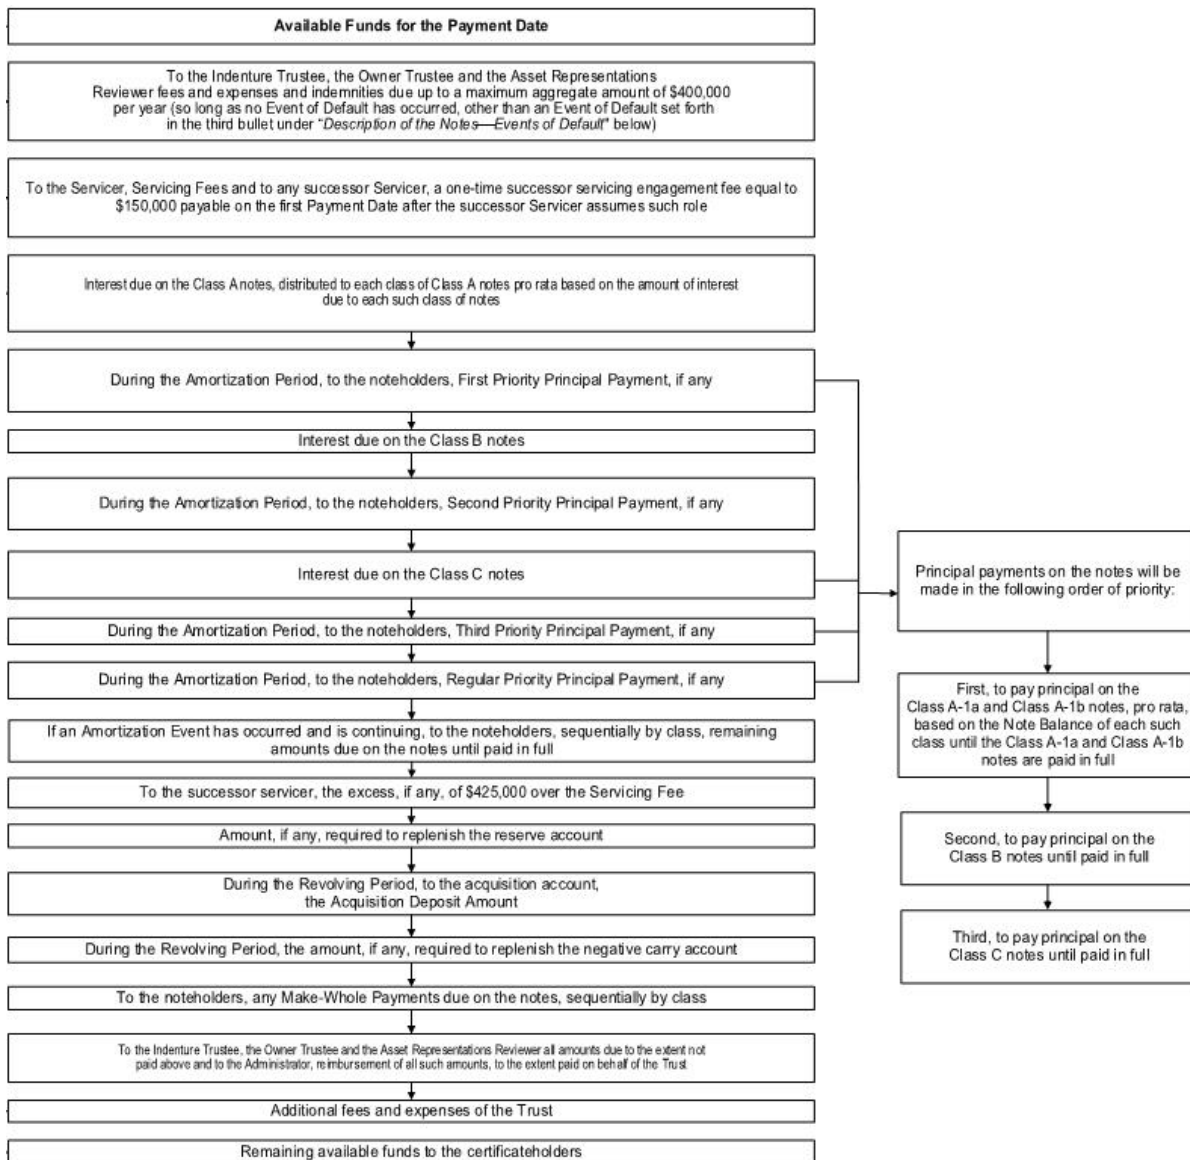 Available Funds for the Payment Date
To the Indenture Trustee, the Owner Trustee and the Asset Representations
Reviewer fees and expenses and indemnities due up to a maximum aggregate amount of $400,000
per year (so long as no Event of Default has occurred, other than an Event of Default set forth
in the third bullet under “Description of the Notes—Events of Default” below)
To the Servicer, Servicing Fees and to any successor Servicer, a one-time successor servicing engagement fee equal to
$150,000 payable on the first Payment Date after the successor Servicer assumes such role
Interest due on the Class A notes, distributed to each class of Class A notes pro rata based on the amount of interest
due to each such class of notes
During the Amortization Period, to the noteholders, First Priority Principal Payment, if any
Interest due on the Class B notes
During the Amortization Period, to the noteholders, Second Priority Principal Payment, if any
Interest due on the Class C notes
During the Amortization Period, to the noteholders, Third Priority Principal Payment, if any
During the Amortization Period, to the noteholders, Regular Priority Principal Payment, if any
If an Amortization Event has occurred and is continuing, to the noteholders, sequentially by class, remaining
amounts due on the notes until paid in full
To the successor servicer, the excess, if any, of $425,000 over the Servicing Fee
Amount, if any, required to replenish the reserve account
During the Revolving Period, to the acquisition account,
the Acquisition Deposit Amount
During the Revolving Period, the amount, if any, required to replenish the negative carry account
To the noteholders, any Make-Whole Payments due on the notes, sequentially by class
To the Indenture Trustee, the Owner Trustee and the Asset Representations Reviewer all amounts due to the extent not
paid above and to the Administrator, reimbursement of all such amounts, to the extent paid on behalf of the Trust
Additional fees and expenses of the Trust
Remaining available funds to the certificateholders
Principal payments on the notes will be
made in the following order of priority:
First, to pay principal on the
Class A-1a and Class A-1b notes, pro rata,
based on the Note Balance of each such
class until the Class A-1a and Class A-1b
notes are paid in full
Second, to pay principal on the
Class B notes until paid in full
Third, to pay principal on the
Class C notes until paid in full